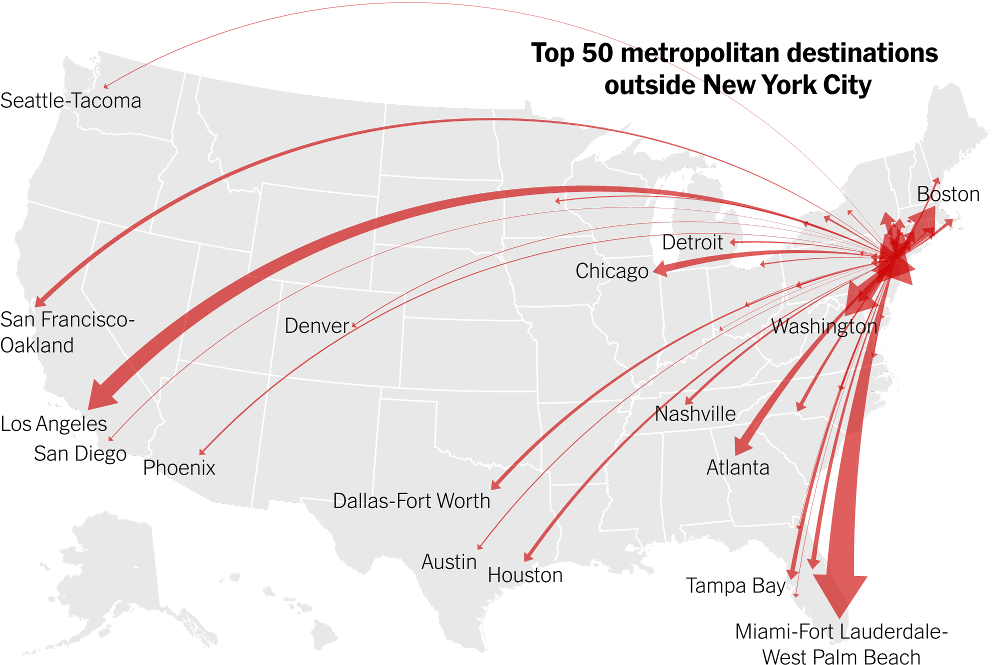 Top 50 metropolitan destinations
outside New York City
Seattle-Tacoma
Boston
Detroit
Chicago
San Francisco-
Oakland
Denver
Washington
Los Angeles
Nashville
San Diego
Phoenix
Atlanta
Dallas-Fort Worth
Austin
Houston
Tampa Bay
Miami-Fort Lauderdale-
West Palm Beach